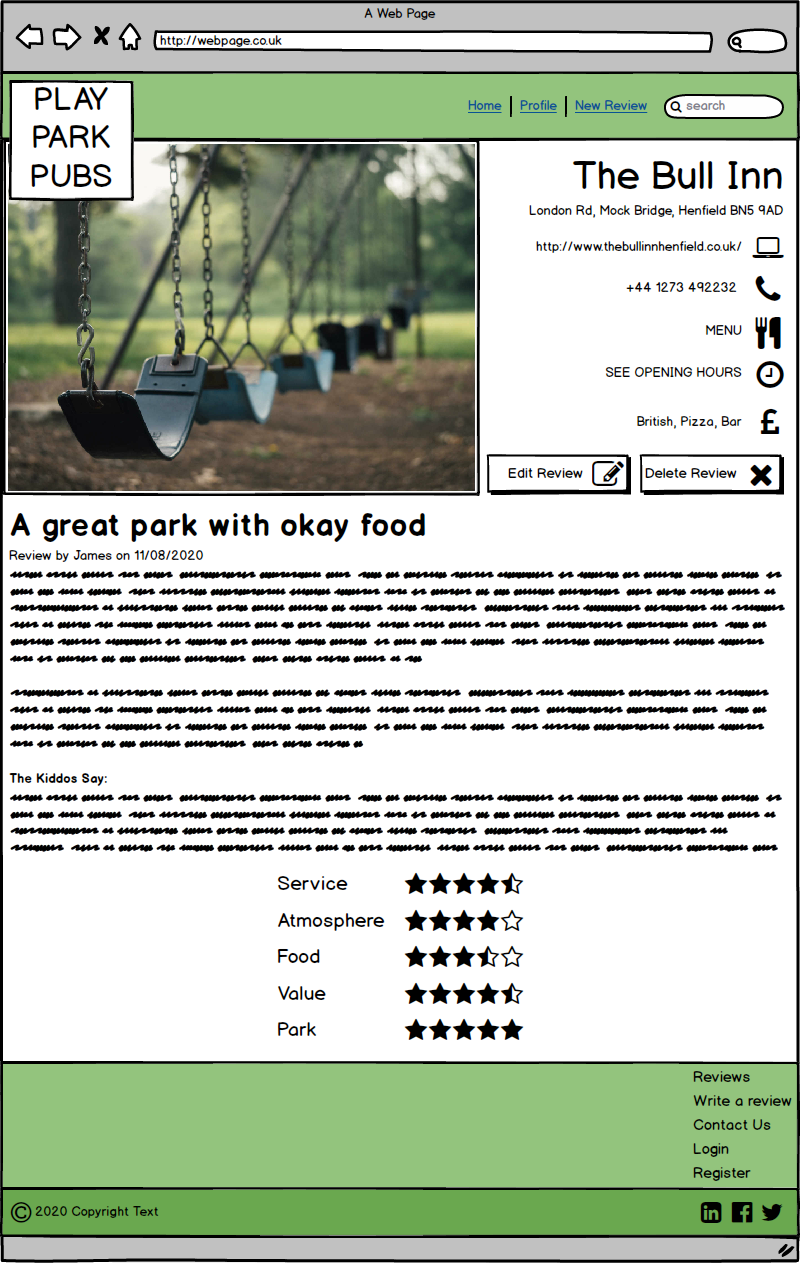 A Web Page
http://webpage.co.uk
PLAY
PARK
PUBS
Home
Profile
New Review
search
The Bull Inn
London Rd, Mock Bridge, Henfield BN5 9AD
http://www.thebullinnhenfield.co.uk/
+44 1273 492232
MENU
SEE OPENING HOURS
British, Pizza, Bar
£
Edit Review
Delete Review
A great park with okay food
Review by James on 11/08/2020
The Kiddos Say:
Service
Atmosphere
Food
Value
Park
Reviews
Write a review
Contact Us
Login
Register
© 2020 Copyright Text